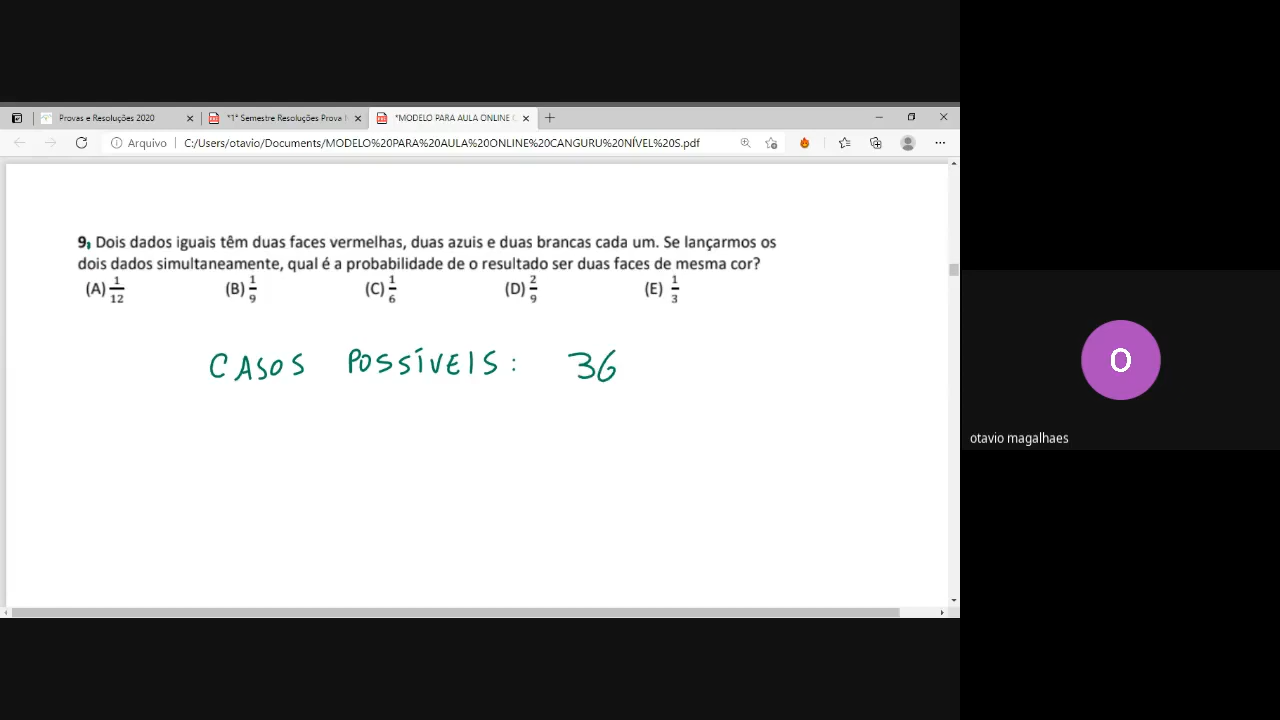 Provas e Resoluções 2020
*1° Semestre Resoluções Prova
*MODELO PARA AULA ONLINE C
Arquivo
C:/Users/otavio/Documents/MODELO%20PARA%20AULA%20ONLINE%20CANGURU%20NÍVEL%20S.pdf
9, Dois dados iguais têm duas faces vermelhas, duas azuis e duas brancas cada um. Se lançarmos os
dois dados simultaneamente, qual é a probabilidade de o resultado ser duas faces de mesma cor?
(A) 1/12 (B) 1/9 (C) 1/6 (D) 2/9 (E) 1/3
CASOS POSSÍVEIS: 36
O
otavio magalhaes